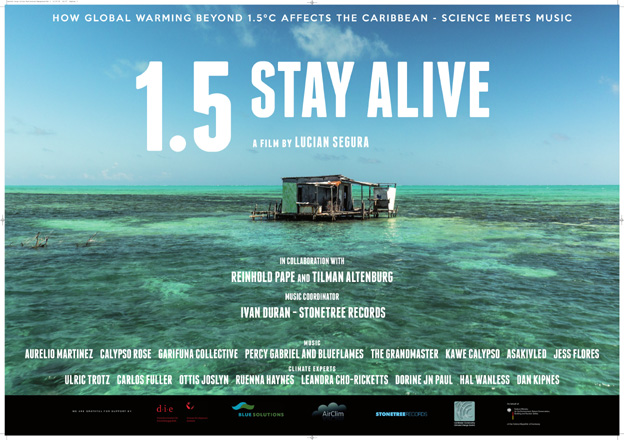 HOW GLOBAL WARMING BEYOND 1.5°C AFFECTS THE CARIBBEAN - SCIENCE MEETS MUSIC
1.5 STAY ALIVE
A FILM BY LUCIAN SEGURA
IN COLLABORATION WITH
REINHOLD PAPE AND TILMAN ALTENBURG
MUSIC COORDINATOR
IVAN DURAN - STONETREE RECORDS
MUSIC
AURELIO MARTINEZ CALYPSO ROSE GARIFUNA COLLECTIVE PERCY GABRIEL AND BLUEFLAMES THE GRANDMASTER KAWE CALYPSO ASAKIVLED JESS FLORES
CLIMATE EXPERTS
ULRIC TROTZ CARLOS FULLER OTTIS JOSLYN RUENNA HAYNES LEANDRA CHO-RICKETTS DORINE JN PAUL HAL WANLESS DAN KIPNES
WE ARE GRATEFUL FOR SUPPORT BY
d i e
BLUE SOLUTIONS
AirClim
STONETREERECORDS